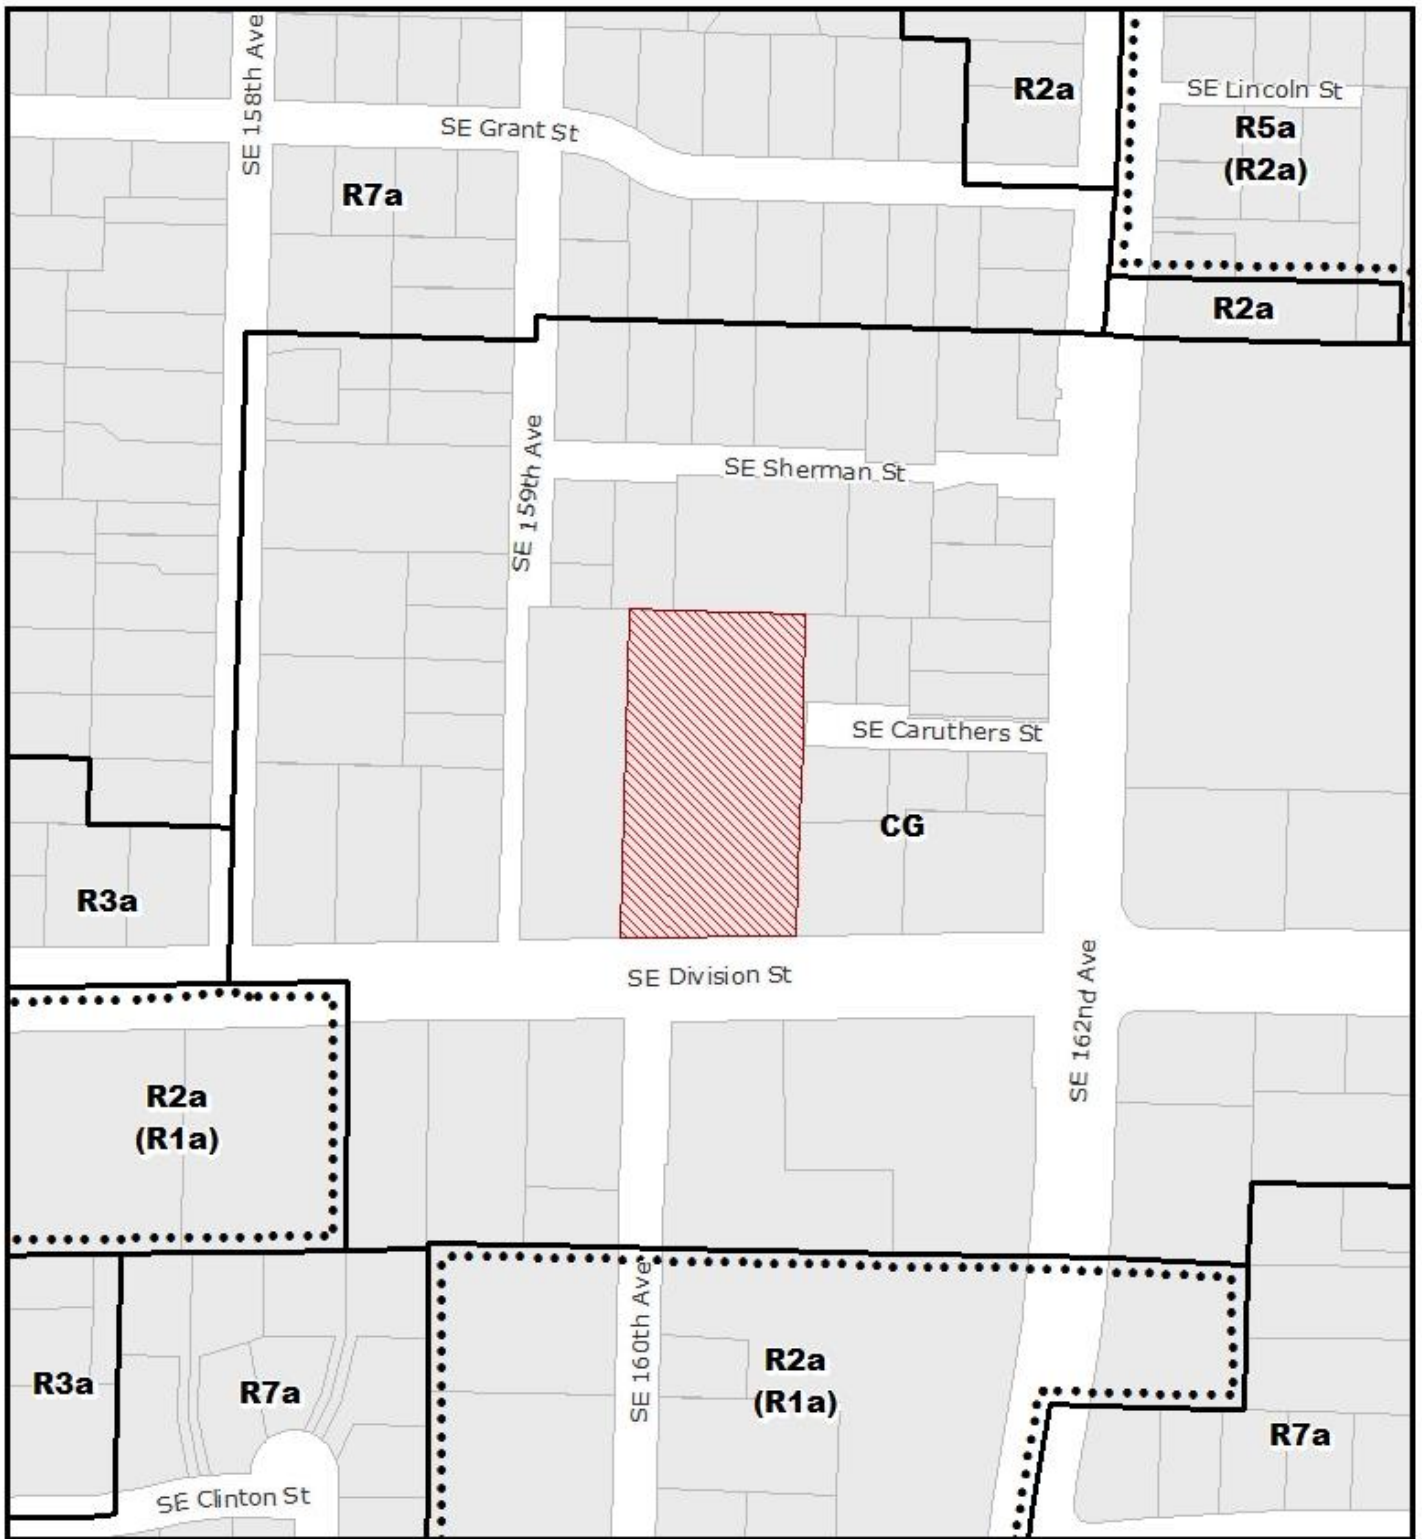 SE 158th Ave
R2a
SE Lincoln St
R5a
(R2a)
SE Grant St
R7a
R2a
SE 159th Ave
SE Sherman St
SE Caruthers St
CG
R3a
SE Division St
SE 162nd Ave
R2a
(R1a)
SE 160th Ave
R2a
(R1a)
R3a
R7a
R7a
SE Clinton St